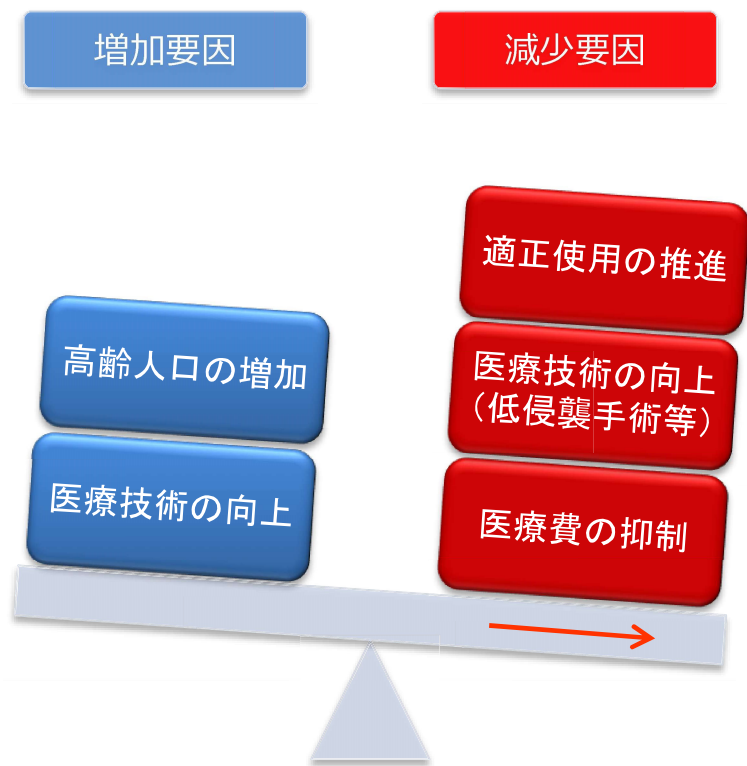 増加要因
減少要因
高齢人口の増加
医療技術の向上
適正使用の推進
医療技術の向上
（低侵襲手術等）
医療費の抑制